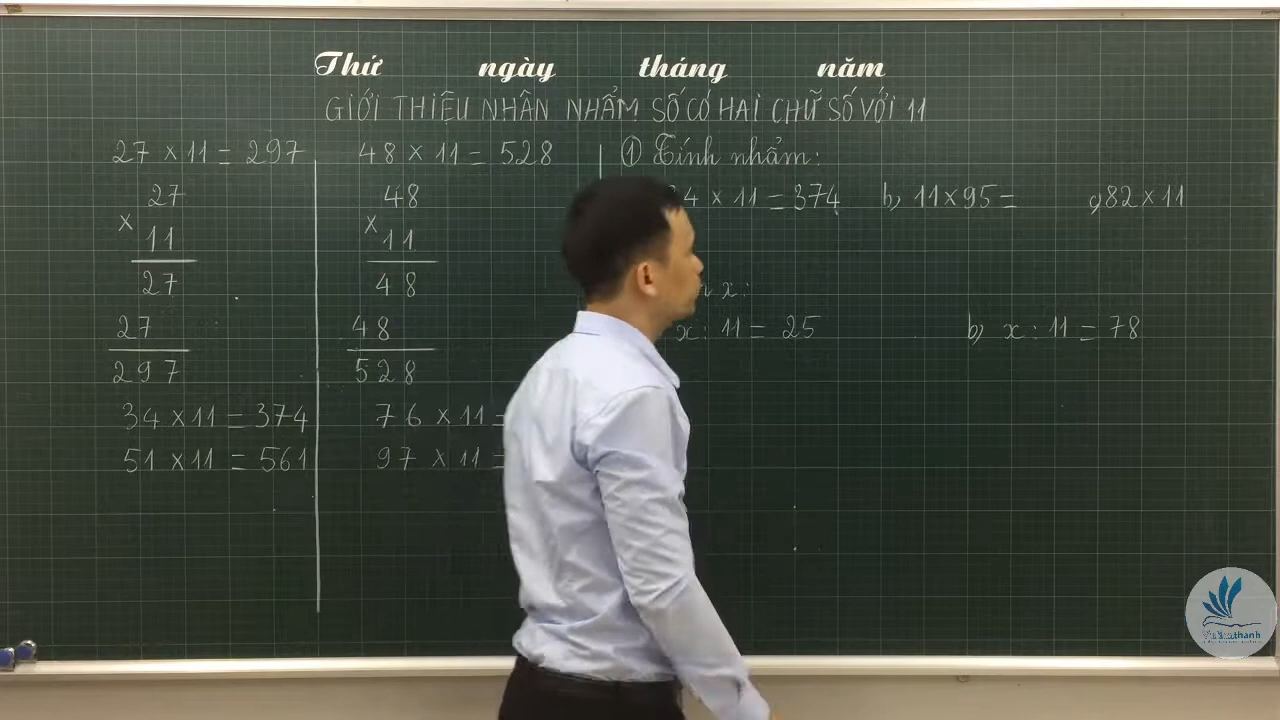 Thứ ngày tháng năm
GIỚI THIỆU NHÂN NHẨM SỐ CÓ HAI CHỮ SỐ VỚI 11
27 × 11 = 297
27
×
11
27
27
297
34 × 11 = 374
51 × 11 = 561
48 × 11 = 528
48
×
11
48
48
528
76 × 11 =
97 × 11 =
① Tính nhẩm:
4 × 11 = 374 b, 11 × 95 = c, 82 × 11
x:
x : 11 = 25 b) x : 11 = 78